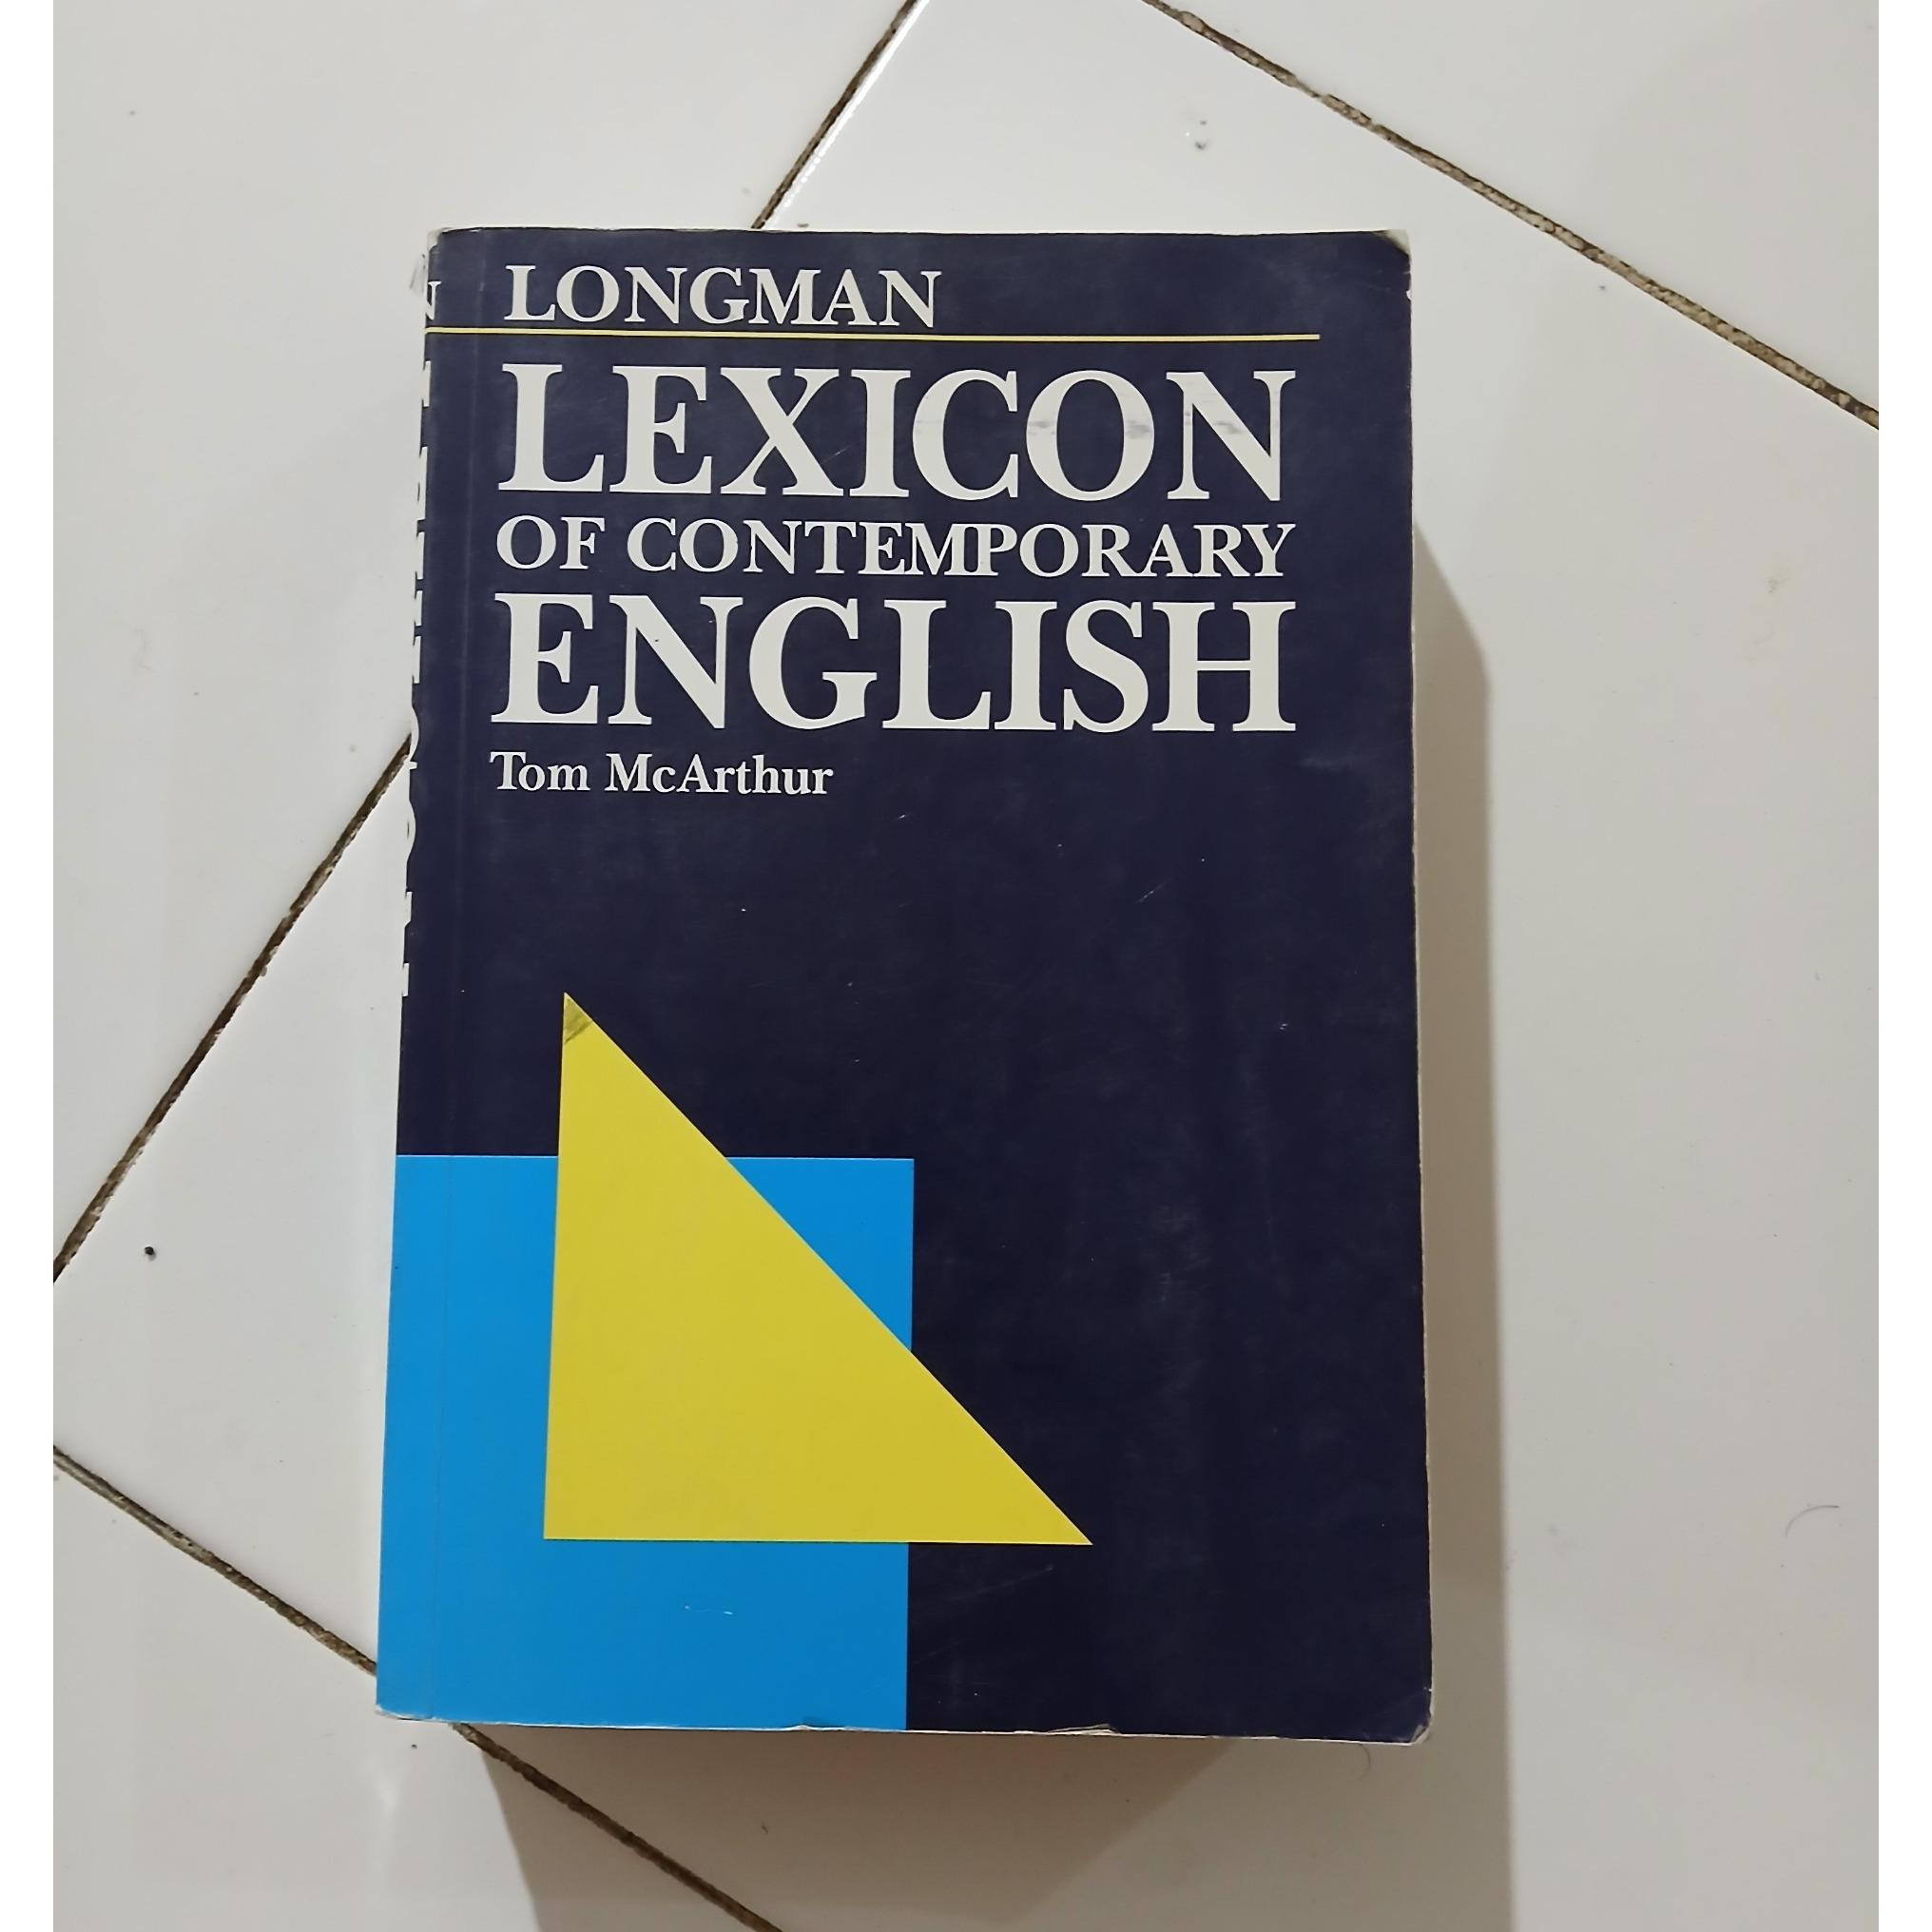 LONGMAN
LEXICON
OF CONTEMPORARY
ENGLISH
Tom McArthur